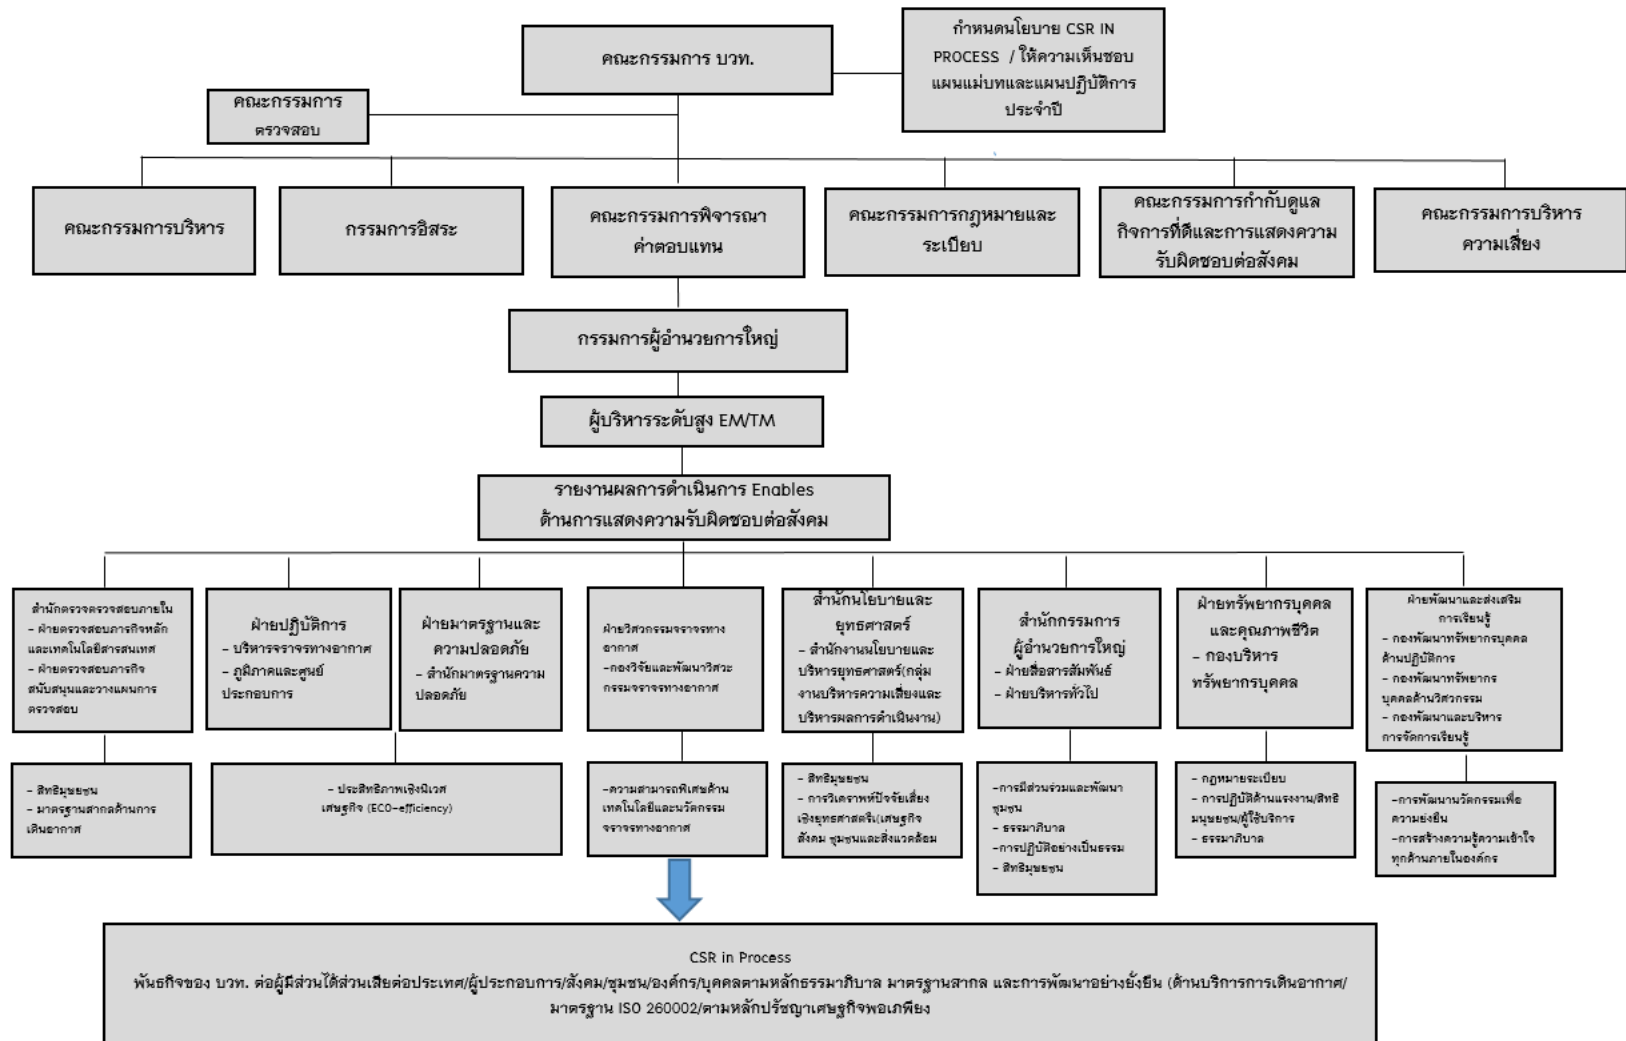 คณะกรรมการ บวท.
กำหนดนโยบาย CSR IN
PROCESS / ให้ความเห็นชอบ
แผนแม่บทและแผนปฏิบัติการ
ประจำปี
คณะกรรมการ
ตรวจสอบ
คณะกรรมการบริหาร
กรรมการอิสระ
คณะกรรมการพิจารณา
ค่าตอบแทน
คณะกรรมการกฎหมายและ
ระเบียบ
คณะกรรมการกำกับดูแล
กิจการที่ดีและการแสดงความ
รับผิดชอบต่อสังคม
คณะกรรมการบริหาร
ความเสี่ยง
กรรมการผู้อำนวยการใหญ่
ผู้บริหารระดับสูง EM/TM
รายงานผลการดำเนินการ Enables
ด้านการแสดงความรับผิดชอบต่อสังคม
สำนักตรวจตรวจสอบภายใน
- ฝ่ายตรวจสอบภารกิจหลัก
และเทคโนโลยีสารสนเทศ
- ฝ่ายตรวจสอบภารกิจ
สนับสนุนและวางแผนการ
ตรวจสอบ
ฝ่ายปฏิบัติการ
- บริหารจราจรทางอากาศ
- ภูมิภาคและศูนย์
ประกอบการ
ฝ่ายมาตรฐานและ
ความปลอดภัย
- สำนักมาตรฐานความ
ปลอดภัย
ฝ่ายวิศวกรรมจราจรทาง
อากาศ
-กองวิจัยและพัฒนาวิศวะ
กรรมจราจรทางอากาศ
สำนักนโยบายและ
ยุทธศาสตร์
- สำนักงานนโยบายและ
บริหารยุทธศาสตร์(กลุ่ม
งานบริหารความเสี่ยงและ
บริหารผลการดำเนินงาน)
สำนักกรรมการ
ผู้อำนวยการใหญ่
- ฝ่ายสื่อสารสัมพันธ์
- ฝ่ายบริหารทั่วไป
ฝ่ายทรัพยากรบุคคล
และคุณภาพชีวิต
- กองบริหาร
ทรัพยากรบุคคล
ฝ่ายพัฒนาและส่งเสริม
การเรียนรู้
- กองพัฒนาทรัพยากรบุคคล
ด้านปฏิบัติการ
- กองพัฒนาทรัพยากร
บุคคลด้านวิศวกรรม
- กองพัฒนาและบริหาร
การจัดการเรียนรู้
- สิทธิมุษยชน
- มาตรฐานสากลด้านการ
เดินอากาศ
- ประสิทธิภาพเชิงนิเวศ
เศรษฐกิจ (ECO-efficiency)
-ความสามารถพิเศษด้าน
เทคโนโลยีและนวัตกรรม
จราจรทางอากาศ
- สิทธิมุษยชน
- การวิเตราพห์ปัจจัยเสี่ยง
เชิงยุทธศาสตร์เ(เศรษฐกิจ
สังคม ชุมชนและสิ่งแวดล้อม
-การมีส่วนร่วมและพัฒนา
ชุมชน
- ธรรมาภิบาล
-การปฏิบัติอย่างเป็นธรรม
- สิทธิมุษยชน
- กฎหมายระเบียบ
- การปฏิบัติด้านแรงงาน/สิทธิ
มนุษยชน/ผู้ใช้บริการ
- ธรรมาภิบาล
-การพัฒนานวัตกรรมเพื่อ
ความยั่งยืน
-การสร้างความรู้ความเข้าใจ
ทุกด้านภายในองค์กร
CSR in Process
พันธกิจของ บวท. ต่อผู้มีส่วนได้ส่วนเสียต่อประเทศ/ผู้ประกอบการ/สังคม/ชุมชน/องค์กร/บุคคลตามหลักธรรมาภิบาล มาตรฐานสากล และการพัฒนาอย่างยั่งยืน (ด้านบริการการเดินอากาศ/
มาตรฐาน ISO 260002/ตามหลักปรัชญาเศรษฐกิจพอเภพียง